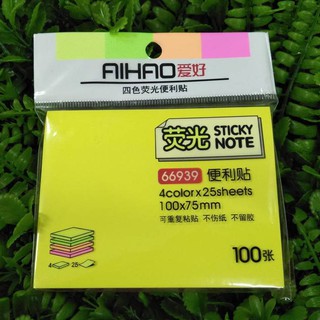 AIHAO爱好
四色荧光便利贴
荧光 STICKY NOTE
66939 便利贴
4color x 25sheets
100x75mm
可重复粘贴 不伤纸 不留胶
4 25
100张